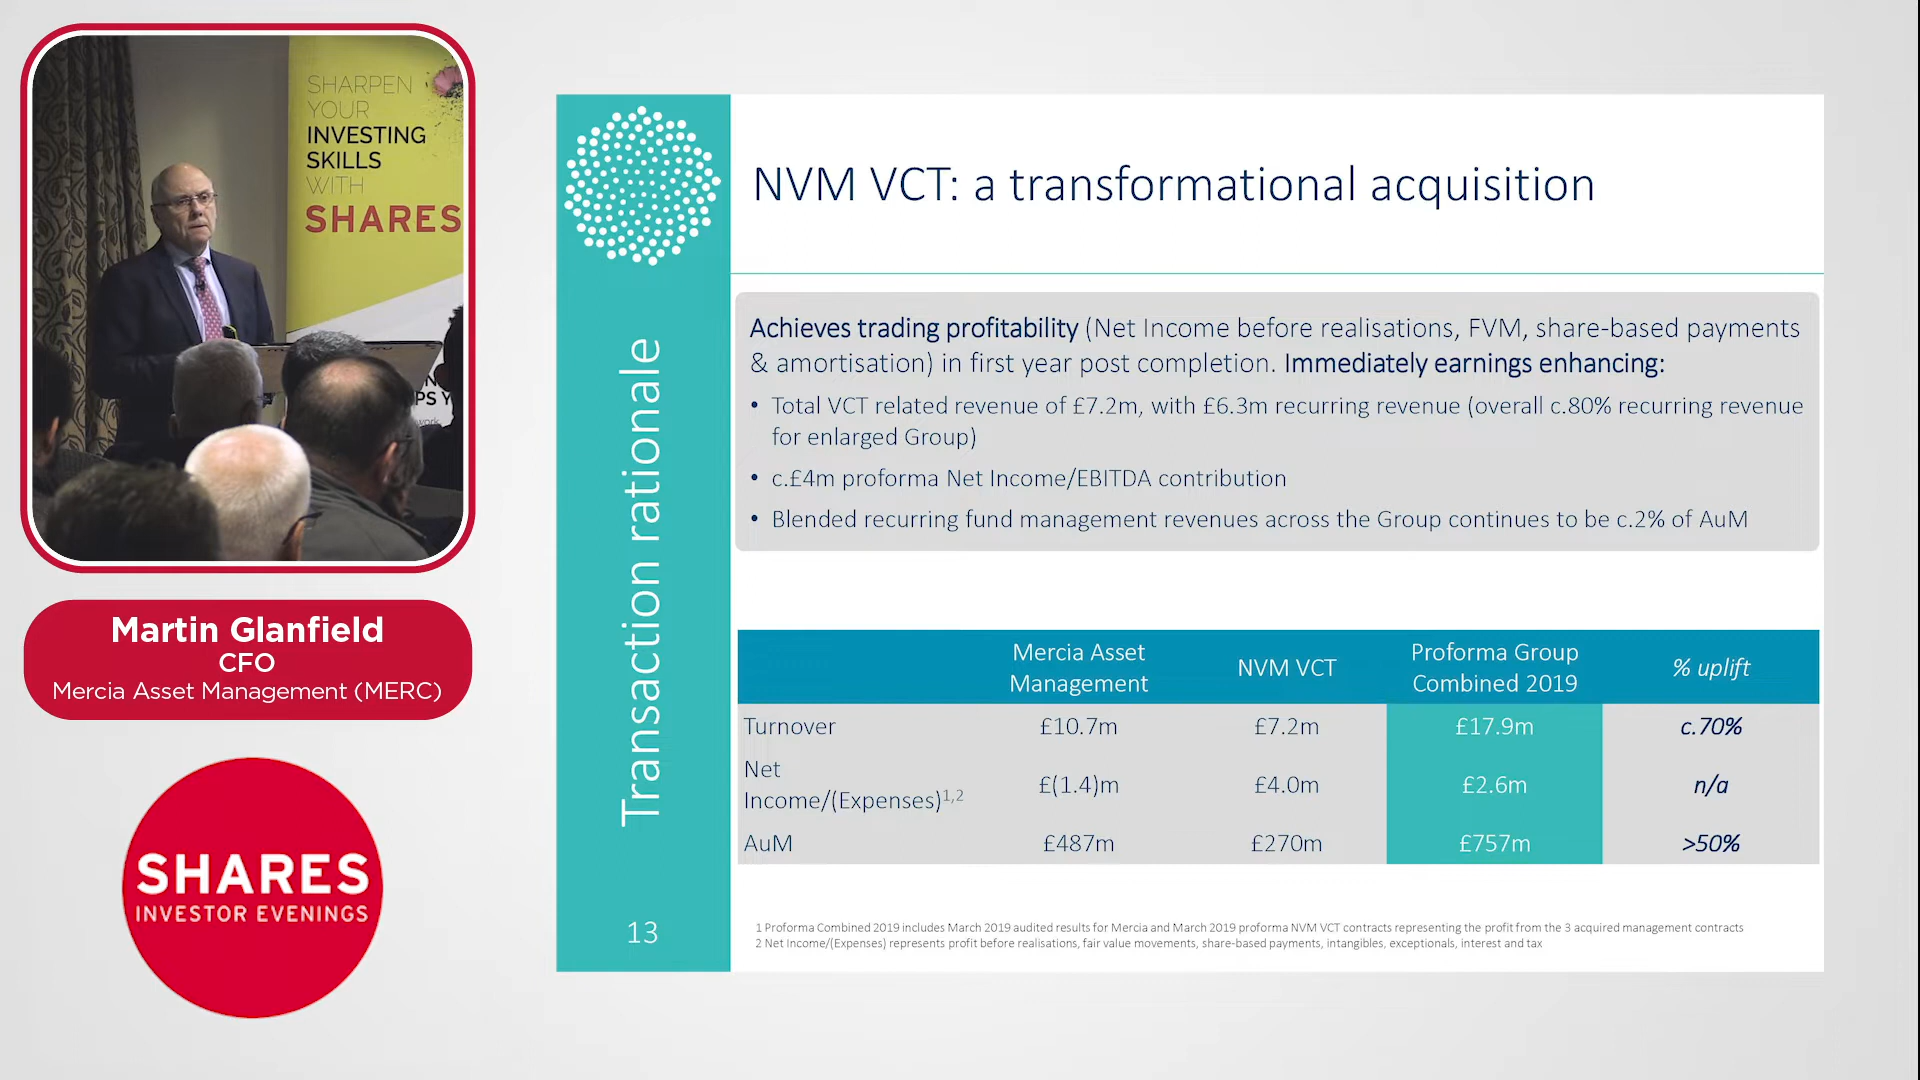 SHARPEN
YOUR
INVESTING
SKILLS
WITH
SHARES
PS Y
work
Martin Glanfield
CFO
Mercia Asset Management (MERC)
SHARES
INVESTOR EVENINGS
Transaction rationale
13
NVM VCT: a transformational acquisition
Achieves trading profitability (Net Income before realisations, FVM, share-based payments
& amortisation) in first year post completion. Immediately earnings enhancing:
• Total VCT related revenue of £7.2m, with £6.3m recurring revenue (overall c.80% recurring revenue
for enlarged Group)
• c.£4m proforma Net Income/EBITDA contribution
• Blended recurring fund management revenues across the Group continues to be c.2% of AuM
Mercia Asset Management NVM VCT Proforma Group Combined 2019 % uplift
Turnover £10.7m £7.2m £17.9m c.70%
Net Income/(Expenses)1,2 £(1.4)m £4.0m £2.6m n/a
AuM £487m £270m £757m >50%
1 Proforma Combined 2019 includes March 2019 audited results for Mercia and March 2019 proforma NVM VCT contracts representing the profit from the 3 acquired management contracts
2 Net Income/(Expenses) represents profit before realisations, fair value movements, share-based payments, intangibles, exceptionals, interest and tax